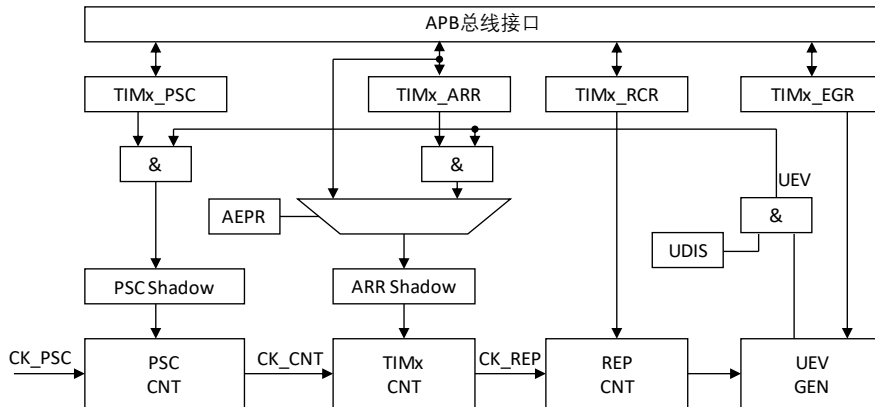 APB总线接口
TIMx_PSC
TIMx_ARR
TIMx_RCR
TIMx_EGR
&
&
UEV
AEPR
&
UDIS
PSC Shadow
ARR Shadow
CK_PSC
PSC
CNT
CK_CNT
TIMx
CNT
CK_REP
REP
CNT
UEV
GEN